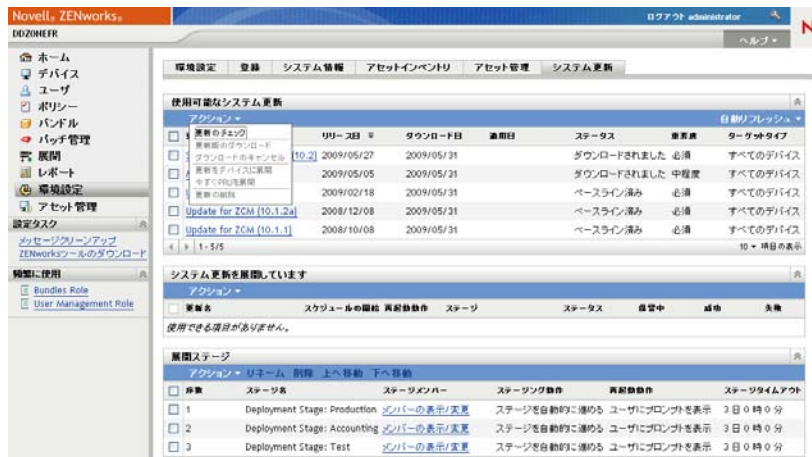 Novell® ZENworks®
ログアウト administrator
DDZONEFR
ヘルプ
ホーム
デバイス
ユーザ
ポリシー
バンドル
パッチ管理
展開
レポート
環境設定
アセット管理
設定タスク
メッセージクリーンアップ
ZENworksツールのダウンロード
頻繁に使用
Bundles Role
User Management Role
環境設定 登録 システム情報 アセットインベントリ アセット管理 システム更新
使用可能なシステム更新
アクション 自動リフレッシュ
リリース日 ダウンロード日 適用日 ステータス 重要度 ターゲットタイプ
更新のチェック
更新版のダウンロード
ダウンロードのキャンセル
更新をデバイスに展開
今すぐPRUを展開
更新の削除
[10.2] 2009/05/27 2009/05/31 ダウンロードされました 必須 すべてのデバイス
2009/05/05 2009/05/31 ダウンロードされました 中程度 すべてのデバイス
2009/02/18 2009/05/31 ベースライン済み 必須 すべてのデバイス
Update for ZCM (10.1.2a) 2008/12/08 2009/05/31 ベースライン済み 必須 すべてのデバイス
Update for ZCM (10.1.1) 2008/10/08 2009/05/31 ベースライン済み 必須 すべてのデバイス
1 - 5/5 10 項目の表示
システム更新を展開しています
アクション
更新名 スケジュールの開始 再起動動作 ステージ ステータス 保留中 成功 失敗
使用できる項目がありません。
展開ステージ
アクション リネーム 削除 上へ移動 下へ移動
序数 ステージ名 ステージメンバー ステージング動作 再起動動作 ステージタイムアウト
1 Deployment Stage: Production メンバーの表示/変更 ステージを自動的に進める ユーザにプロンプトを表示 3 日 0 時 0 分
2 Deployment Stage: Accounting メンバーの表示/変更 ステージを自動的に進める ユーザにプロンプトを表示 3 日 0 時 0 分
3 Deployment Stage: Test メンバーの表示/変更 ステージを自動的に進める ユーザにプロンプトを表示 3 日 0 時 0 分